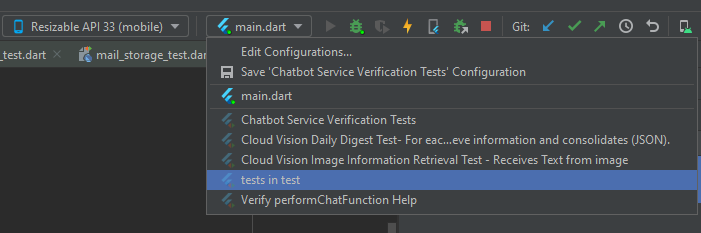 Resizable API 33 (mobile)
main.dart
Git:
_test.dart
mail_storage_test.dar
Edit Configurations...
Save 'Chatbot Service Verification Tests' Configuration
main.dart
Chatbot Service Verification Tests
Cloud Vision Daily Digest Test- For eac...eve information and consolidates (JSON).
Cloud Vision Image Information Retrieval Test - Receives Text from image
tests in test
Verify performChatFunction Help